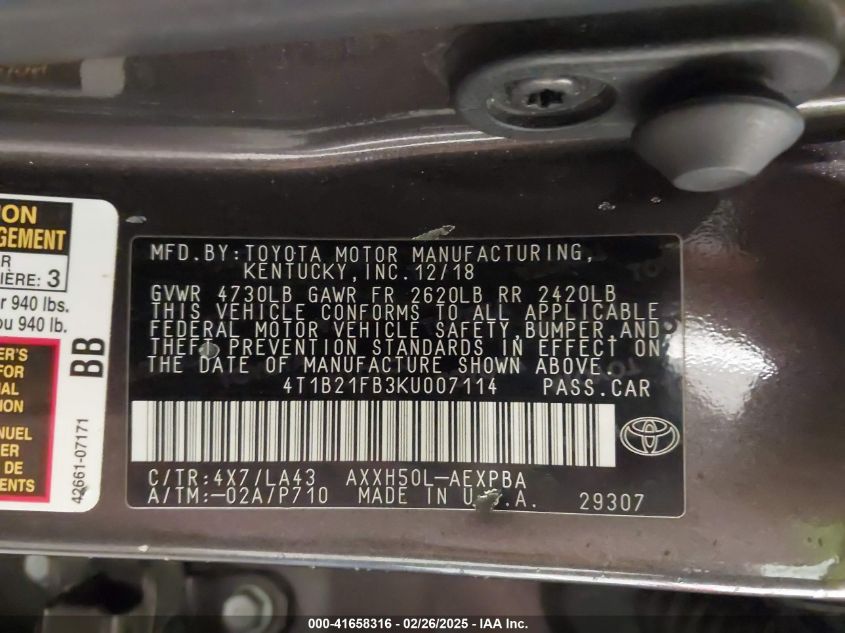 ION
GEMENT
R
IÈRE: 3
r 940 lbs.
u 940 lb.
ER'S
FOR
NAL
TION
NUEL
ER
DE
EMENTS
BB
42661-07171
MFD. BY: TOYOTA MOTOR MANUFACTURING,
KENTUCKY, INC. 12/18
GVWR 4730LB GAWR FR 2620LB RR 2420LB
THIS VEHICLE CONFORMS TO ALL APPLICABLE
FEDERAL MOTOR VEHICLE SAFETY, BUMPER, AND
THEFT PREVENTION STANDARDS IN EFFECT ON
THE DATE OF MANUFACTURE SHOWN ABOVE.
4T1B21FB3KU007114 PASS.CAR
C/TR:4X7/LA43 AXXH50L-AEXPBA
A/TM:-02A/P710 MADE IN U.S.A. 29307
000-41658316 - 02/26/2025 - IAA Inc.